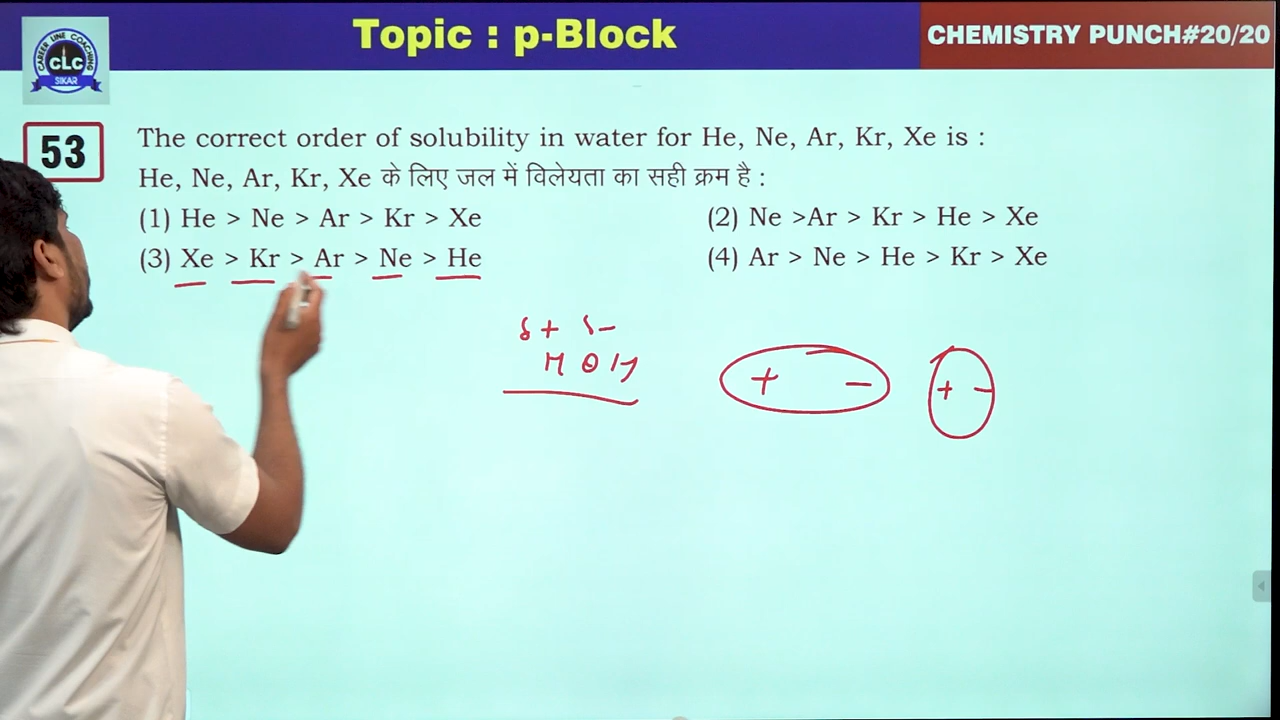 Topic : p-Block
CHEMISTRY PUNCH#20/20
CAREER LINE COACHING
CLC
SIKAR
53
The correct order of solubility in water for He, Ne, Ar, Kr, Xe is :
He, Ne, Ar, Kr, Xe के लिए जल में विलेयता का सही क्रम है :
(1) He > Ne > Ar > Kr > Xe
(2) Ne >Ar > Kr > He > Xe
(3) Xe > Kr > Ar > Ne > He
(4) Ar > Ne > He > Kr > Xe
δ+ δ-
H O H
+ -
+ -